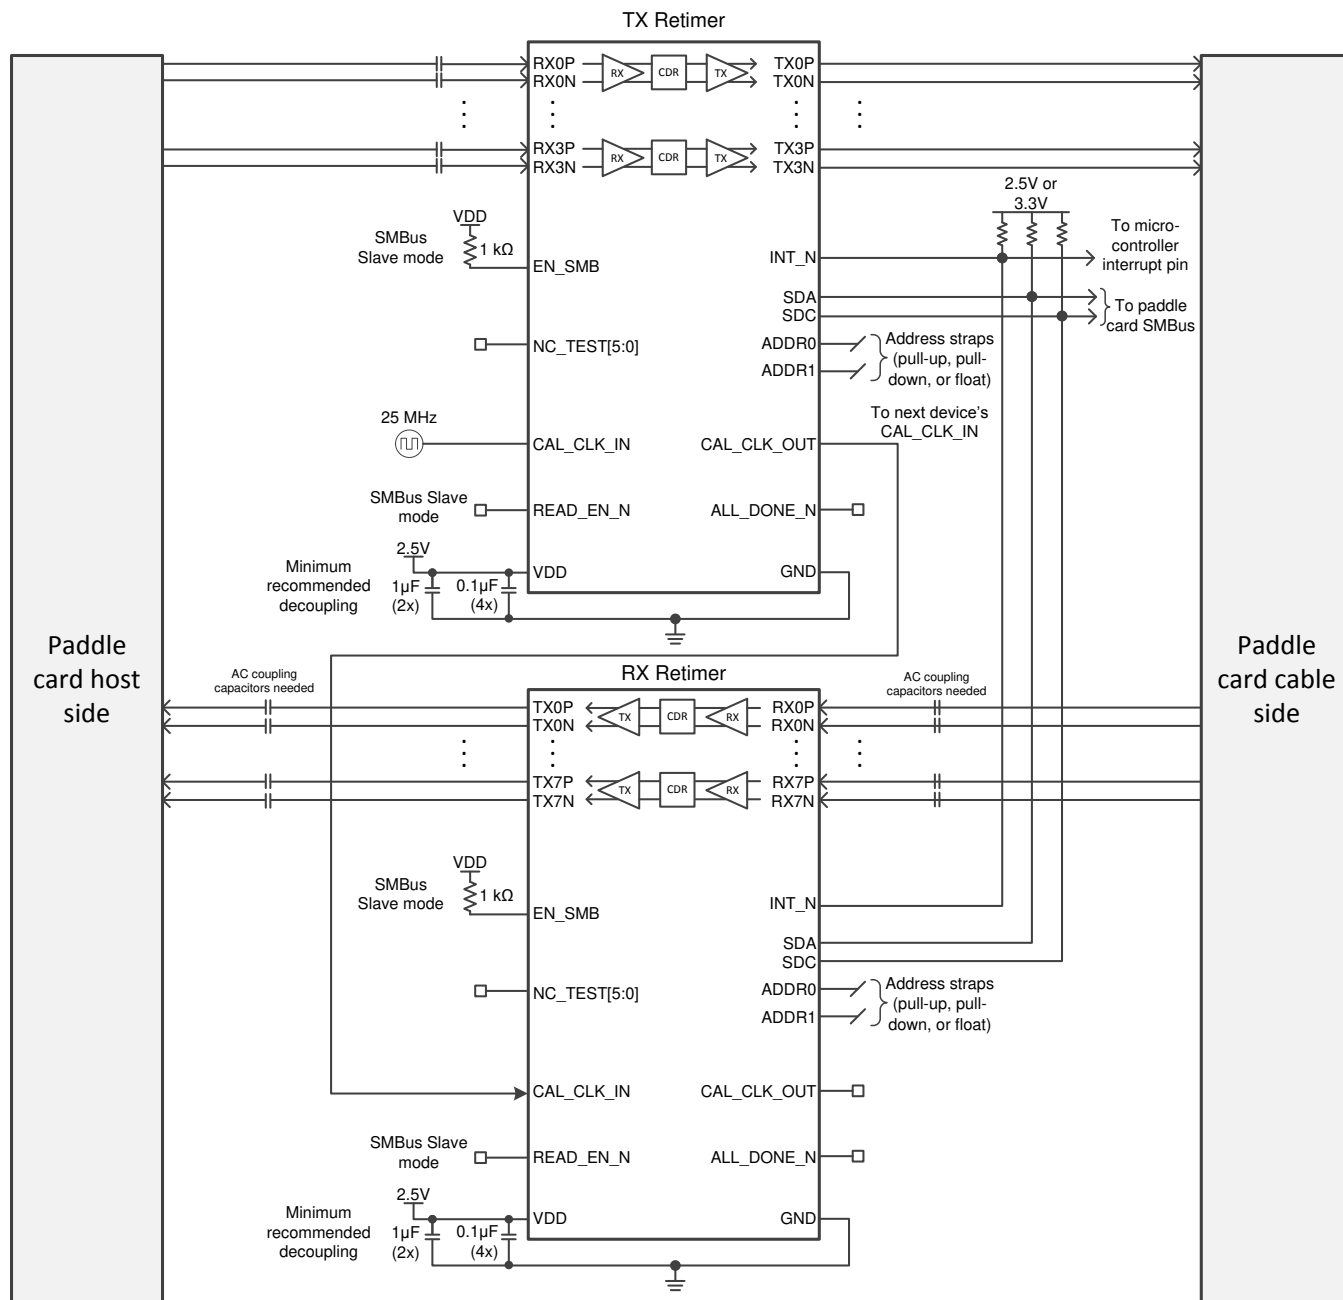 TX Retimer
RX0P
RX0N
RX
CDR
TX
TX0P
TX0N
RX3P
RX3N
RX
CDR
TX
TX3P
TX3N
2.5V or
3.3V
VDD
SMBus
Slave mode
1 kΩ
EN_SMB
INT_N
To micro-
controller
interrupt pin
SDA
SDC
To paddle
card SMBus
NC_TEST[5:0]
ADDR0
ADDR1
Address straps
(pull-up, pull-
down, or float)
25 MHz
CAL_CLK_IN
CAL_CLK_OUT
To next device's
CAL_CLK_IN
SMBus Slave
mode
READ_EN_N
ALL_DONE_N
Minimum
recommended
decoupling
2.5V
1µF
(2x)
0.1µF
(4x)
VDD
GND
Paddle
card host
side
Paddle
card cable
side
RX Retimer
AC coupling
capacitors needed
AC coupling
capacitors needed
TX0P
TX0N
TX
CDR
RX
RX0P
RX0N
TX7P
TX7N
TX
CDR
RX
RX7P
RX7N
VDD
SMBus
Slave mode
1 kΩ
EN_SMB
INT_N
SDA
SDC
NC_TEST[5:0]
ADDR0
ADDR1
Address straps
(pull-up, pull-
down, or float)
CAL_CLK_IN
CAL_CLK_OUT
SMBus Slave
mode
READ_EN_N
ALL_DONE_N
Minimum
recommended
decoupling
2.5V
1µF
(2x)
0.1µF
(4x)
VDD
GND